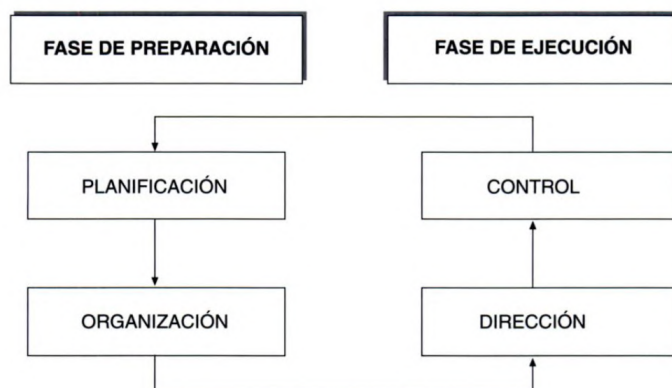 FASE DE PREPARACIÓN
FASE DE EJECUCIÓN
PLANIFICACIÓN
CONTROL
ORGANIZACIÓN
DIRECCIÓN